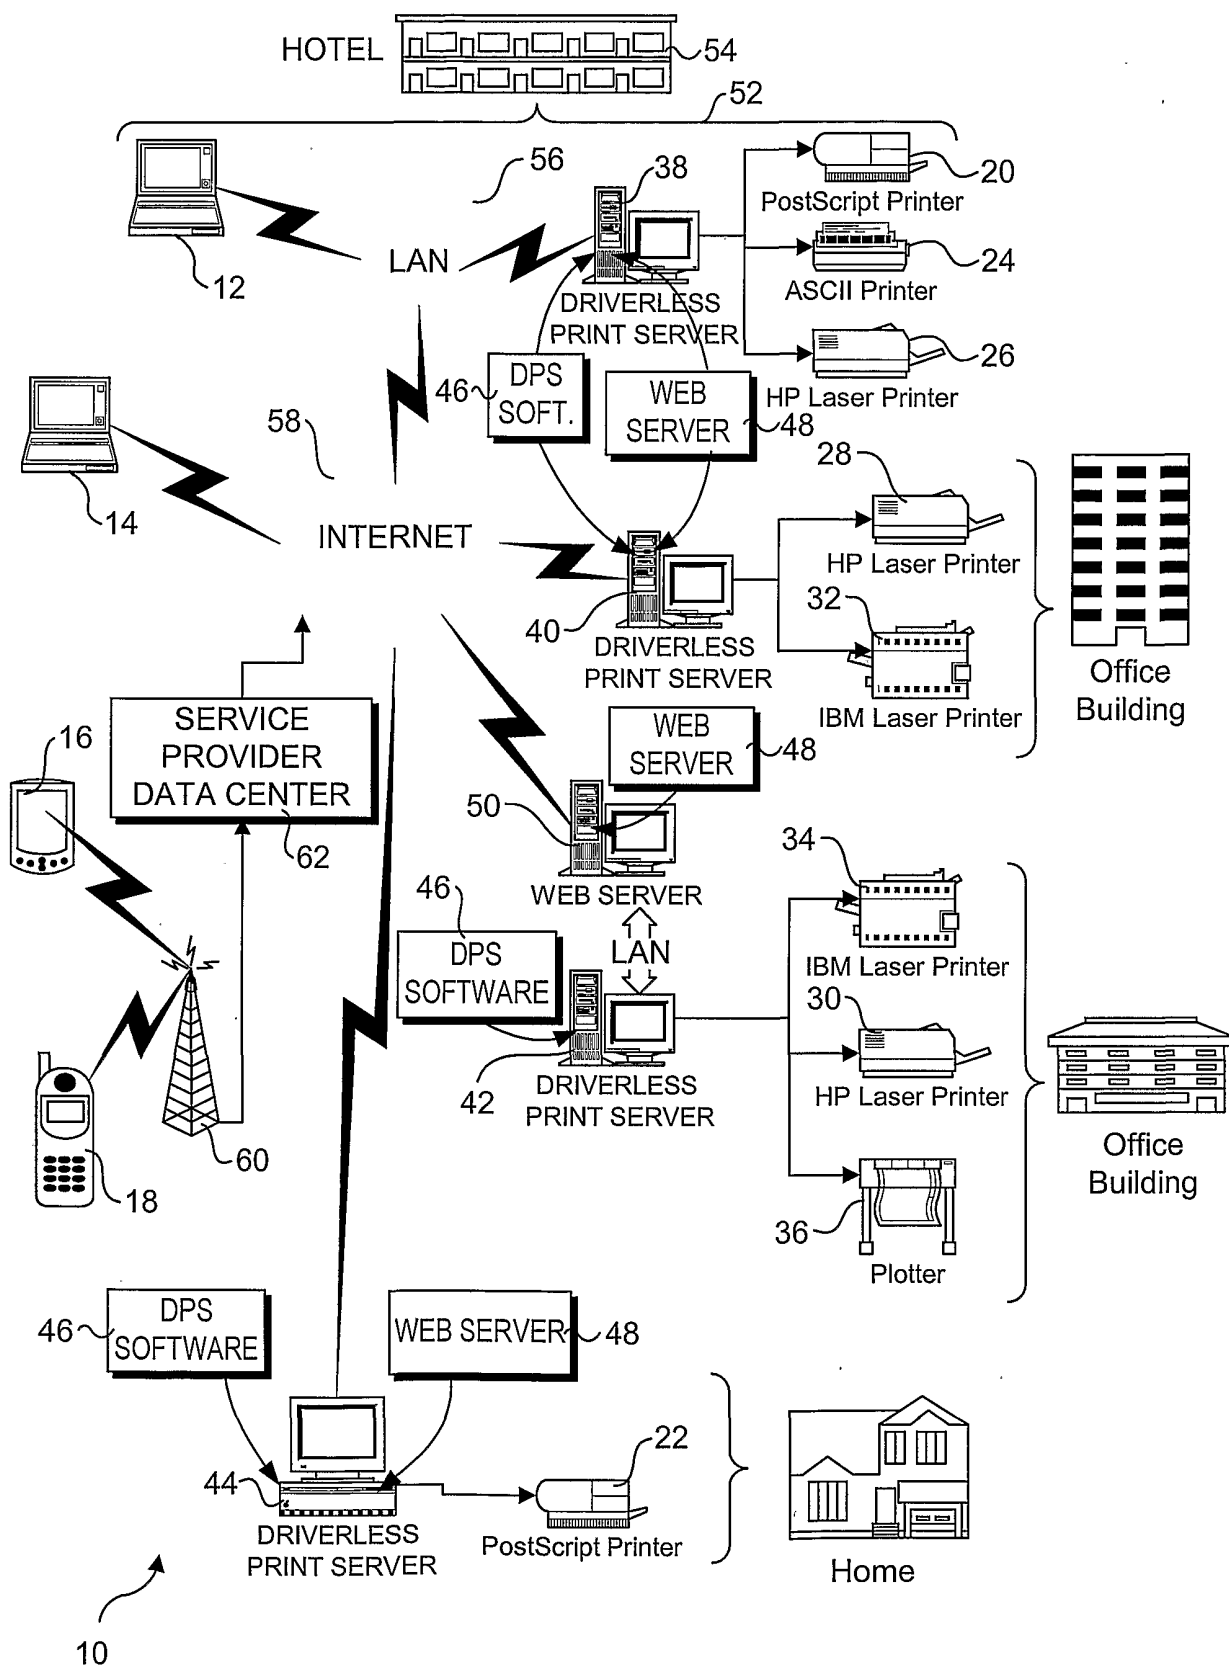 HOTEL
54
52
56
38
20
PostScript Printer
LAN
24
12
ASCII Printer
DRIVERLESS
PRINT SERVER
26
46
DPS
SOFT.
WEB
SERVER
48
HP Laser Printer
58
28
14
INTERNET
HP Laser Printer
40
32
DRIVERLESS
PRINT SERVER
Office
Building
IBM Laser Printer
SERVICE
PROVIDER
DATA CENTER
16
WEB
SERVER
48
62
50
34
WEB SERVER
46
DPS
SOFTWARE
LAN
IBM Laser Printer
30
42
DRIVERLESS
PRINT SERVER
HP Laser Printer
60
18
Office
Building
36
Plotter
46
DPS
SOFTWARE
WEB SERVER
48
22
44
DRIVERLESS
PRINT SERVER
PostScript Printer
Home
10